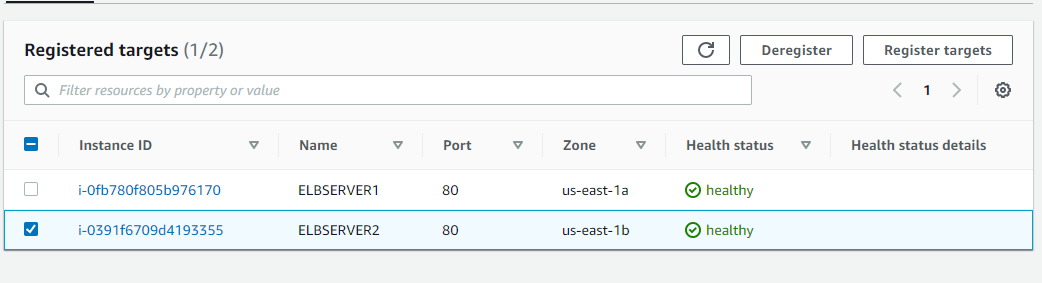 Registered targets (1/2)
Deregister
Register targets
Filter resources by property or value
1
Instance ID Name Port Zone Health status Health status details
i-0fb780f805b976170 ELBSERVER1 80 us-east-1a healthy
i-0391f6709d4193355 ELBSERVER2 80 us-east-1b healthy